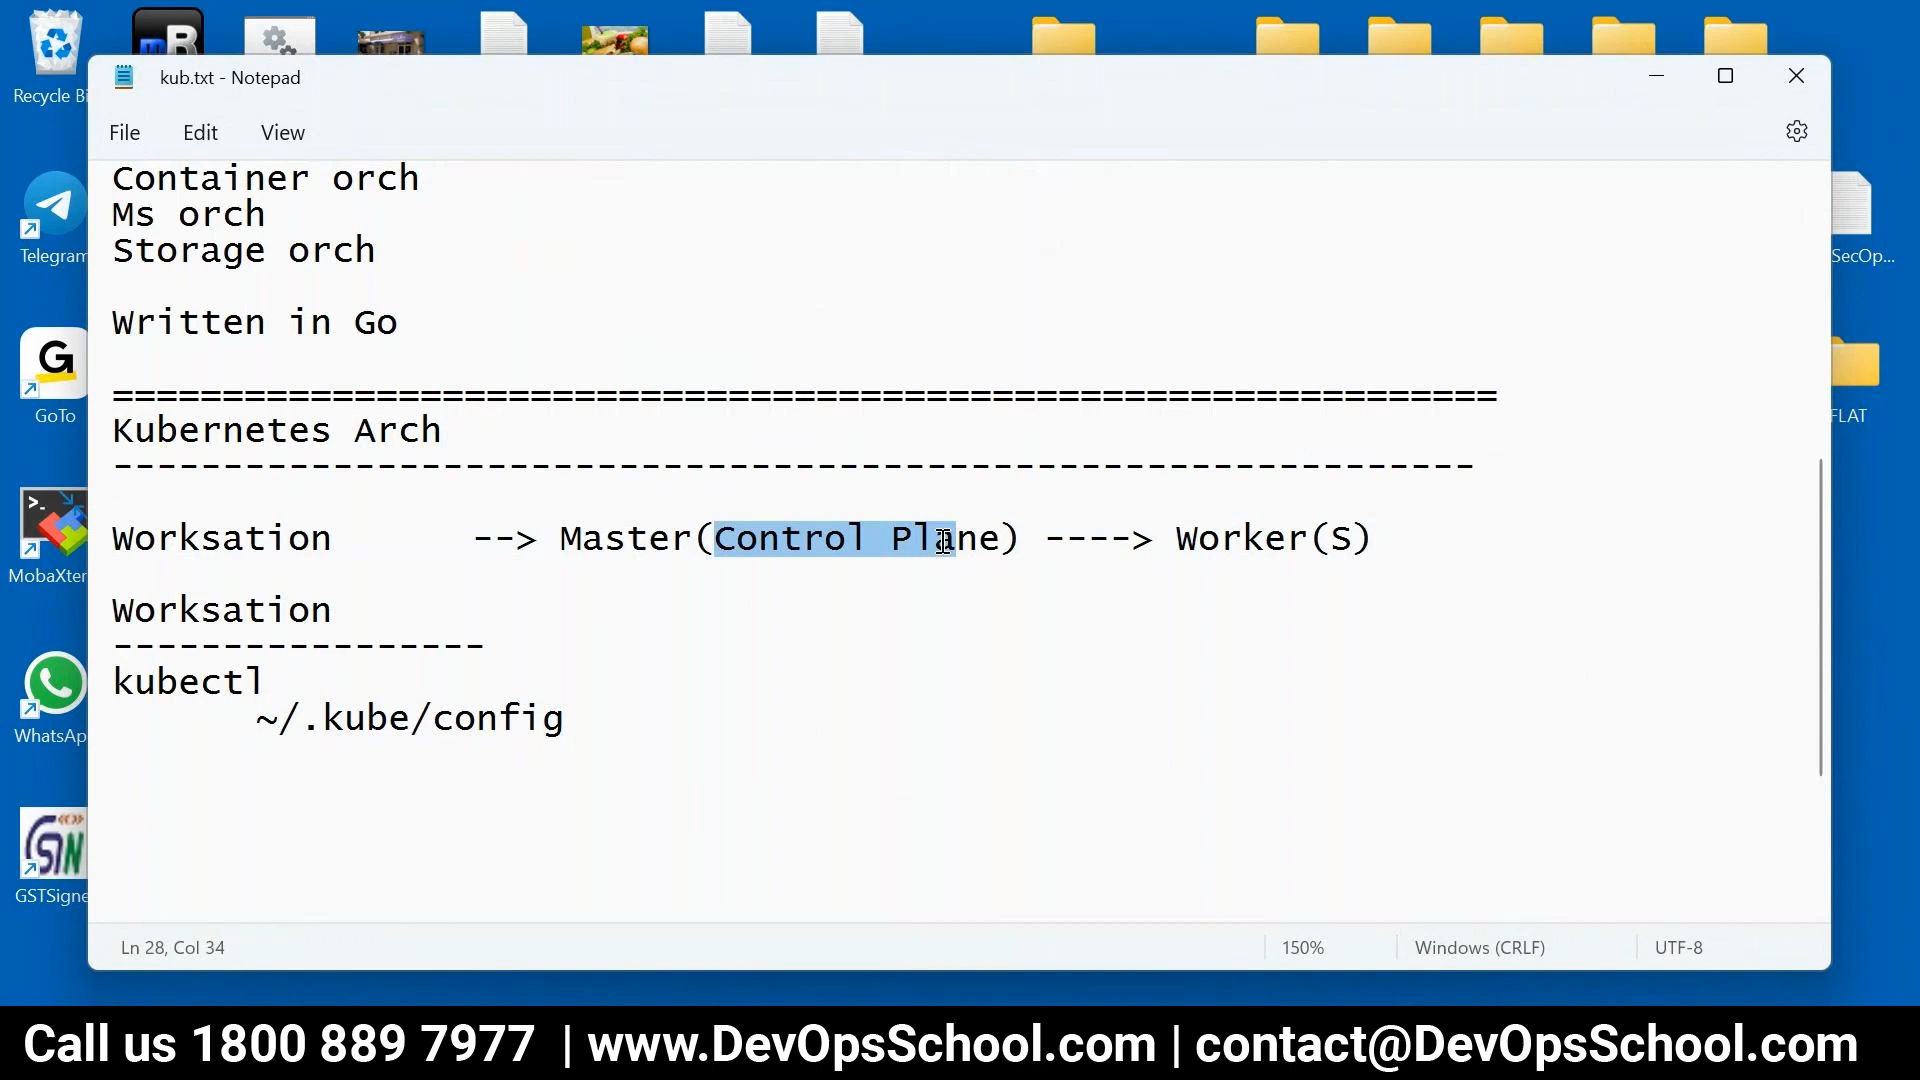 Recycle Bi
kub.txt - Notepad
File Edit View
Container orch
Ms orch
Storage orch
Written in Go
===============================================================
Kubernetes Arch
--------------------------------------------------------------
Worksation --> Master(Control Plane) ----> Worker(S)
Worksation
-----------------
kubectl
~/.kube/config
Ln 28, Col 34 150% Windows (CRLF) UTF-8
Telegram
GoTo
MobaXter
WhatsAp
GSTSigne
SecOp...
FLAT
Call us 1800 889 7977 | www.DevOpsSchool.com | contact@DevOpsSchool.com